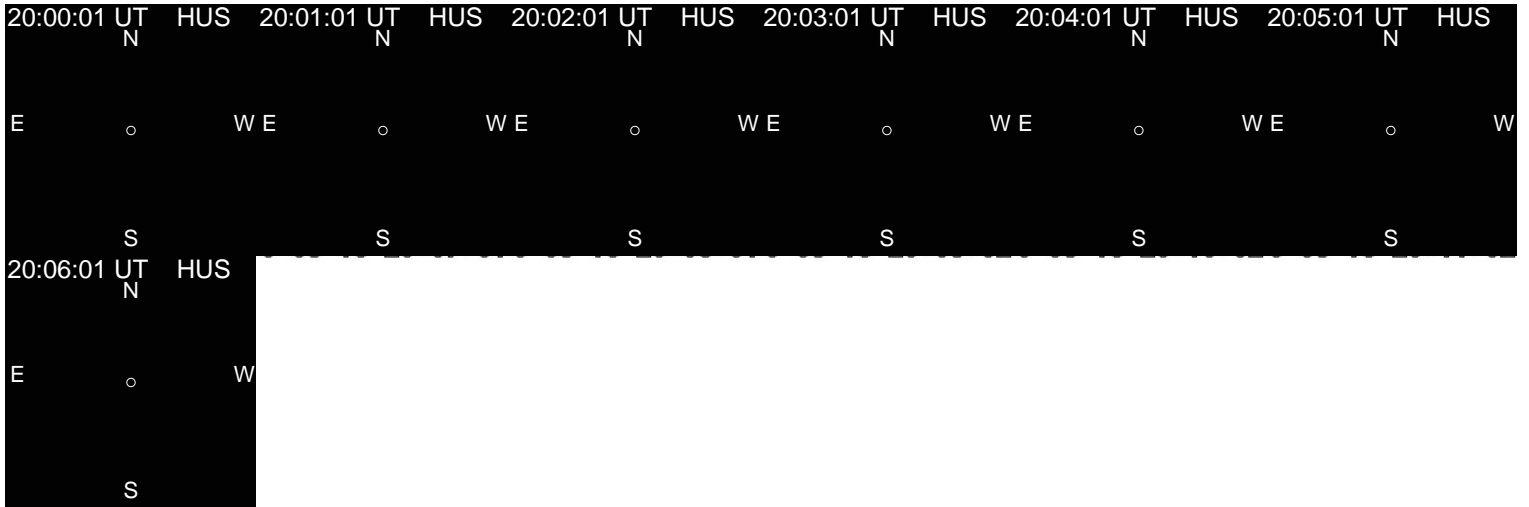 20:00:01 UT HUS 20:01:01 UT HUS 20:02:01 UT HUS 20:03:01 UT HUS 20:04:01 UT HUS 20:05:01 UT HUS
N N N N N N
E W E W E W E W E W E W
S S S S S S
20:06:01 UT HUS
N
E W
S